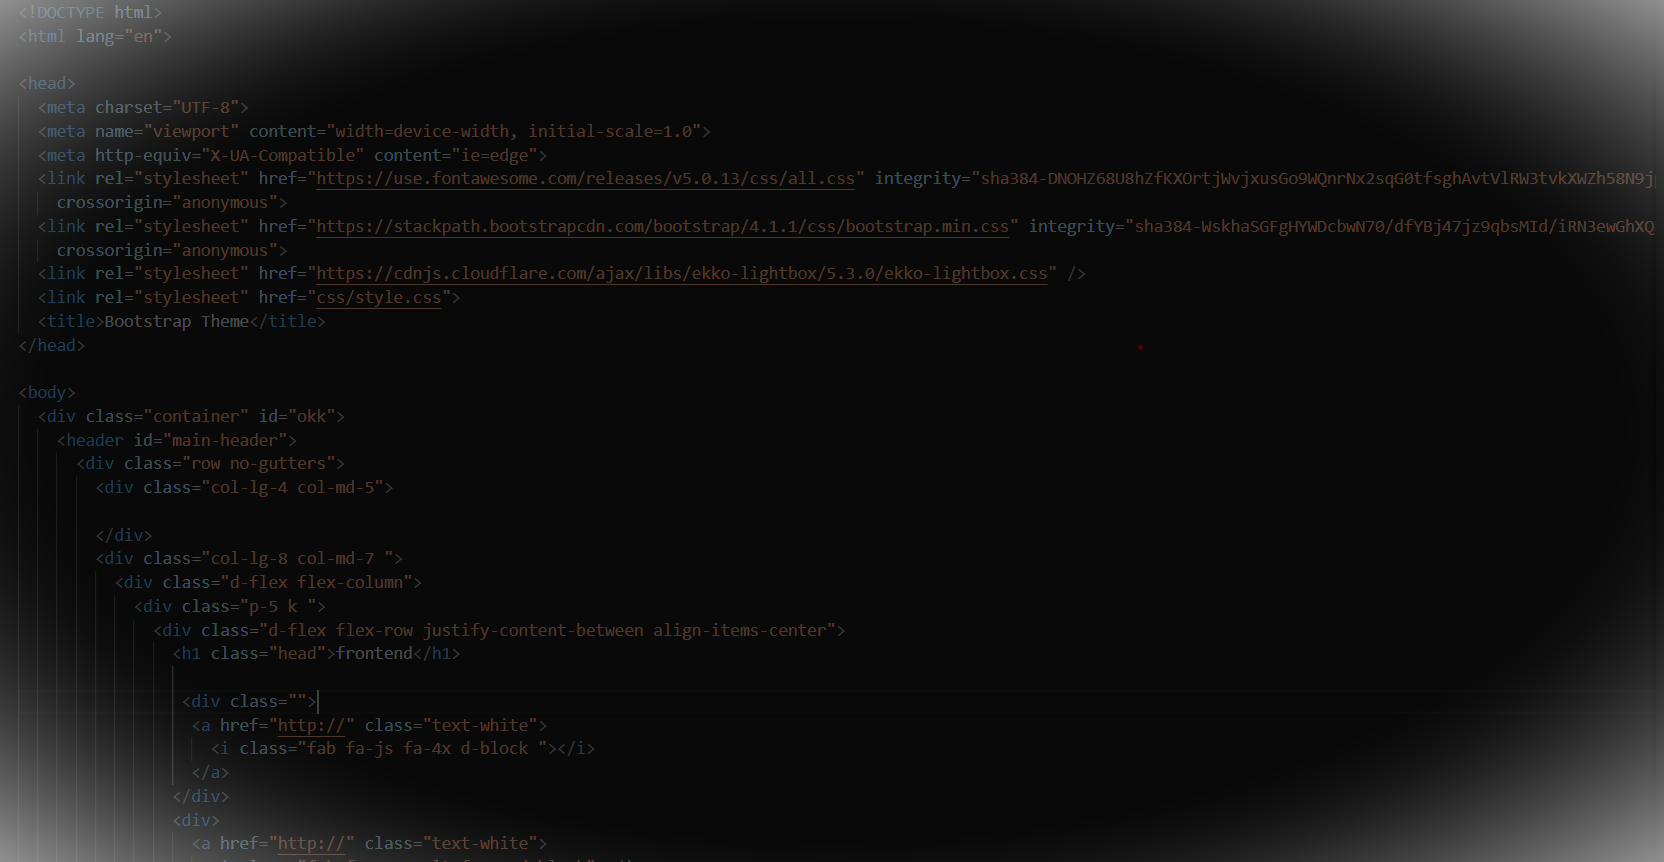 <!DOCTYPE html>
<html lang="en">
<head>
<meta charset="UTF-8">
<meta name="viewport" content="width=device-width, initial-scale=1.0">
<meta http-equiv="X-UA-Compatible" content="ie=edge">
<link rel="stylesheet" href="https://use.fontawesome.com/releases/v5.0.13/css/all.css" integrity="sha384-DNOHZ68U8hZfKXOrtjWvjxusGo9WQnrNx2sqG0tfsghAvtVlRW3tvkXWZh58N9j
crossorigin="anonymous">
<link rel="stylesheet" href="https://stackpath.bootstrapcdn.com/bootstrap/4.1.1/css/bootstrap.min.css" integrity="sha384-WskhaSGFgHYWDcbwN70/dfYBj47jz9qbsMId/iRN3ewGhXQ
crossorigin="anonymous">
<link rel="stylesheet" href="https://cdnjs.cloudflare.com/ajax/libs/ekko-lightbox/5.3.0/ekko-lightbox.css" />
<link rel="stylesheet" href="css/style.css">
<title>Bootstrap Theme</title>
</head>
<body>
<div class="container" id="okk">
<header id="main-header">
<div class="row no-gutters">
<div class="col-lg-4 col-md-5">
</div>
<div class="col-lg-8 col-md-7 ">
<div class="d-flex flex-column">
<div class="p-5 k ">
<div class="d-flex flex-row justify-content-between align-items-center">
<h1 class="head">frontend</h1>
<div class="">
<a href="http://" class="text-white">
<i class="fab fa-js fa-4x d-block "></i>
</a>
</div>
<div>
<a href="http://" class="text-white">